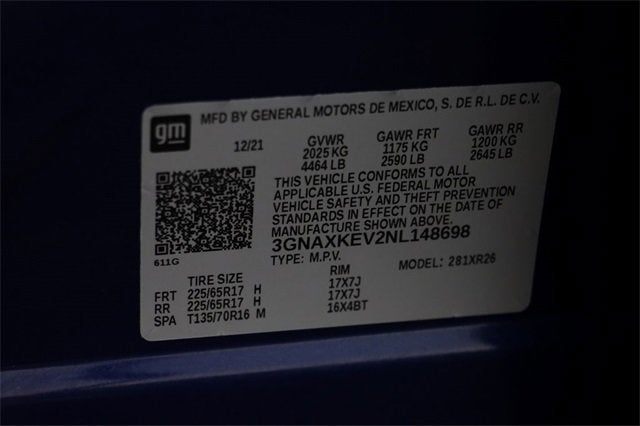 gm
MFD BY GENERAL MOTORS DE MEXICO, S. DE R.L. DE C.V.
12/21 GVWR GAWR FRT GAWR RR
2025 KG 1175 KG 1200 KG
4464 LB 2590 LB 2645 LB
THIS VEHICLE CONFORMS TO ALL
APPLICABLE U.S. FEDERAL MOTOR
VEHICLE SAFETY AND THEFT PREVENTION
STANDARDS IN EFFECT ON THE DATE OF
MANUFACTURE SHOWN ABOVE.
3GNAXKEV2NL148698
611G
TYPE: M.P.V. MODEL: 281XR26
TIRE SIZE RIM
FRT 225/65R17 H 17X7J
RR 225/65R17 H 17X7J
SPA T135/70R16 M 16X4BT